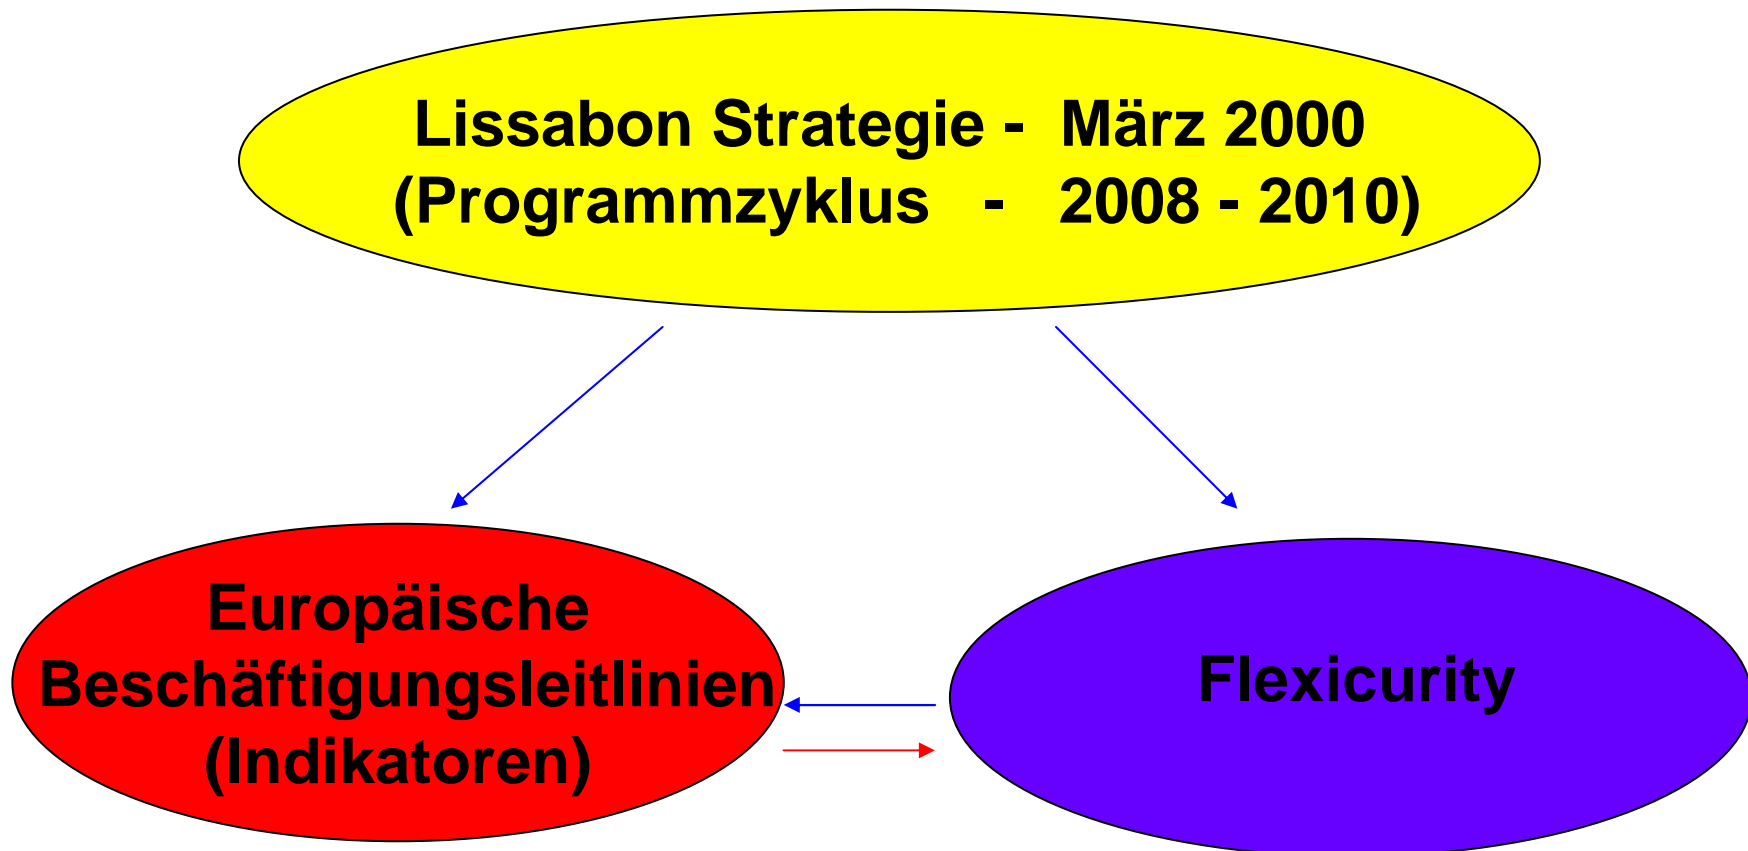 Lissabon Strategie - März 2000
(Programmzyklus - 2008 - 2010)
Europäische
Beschäftigungsleitlinien
(Indikatoren)
Flexicurity